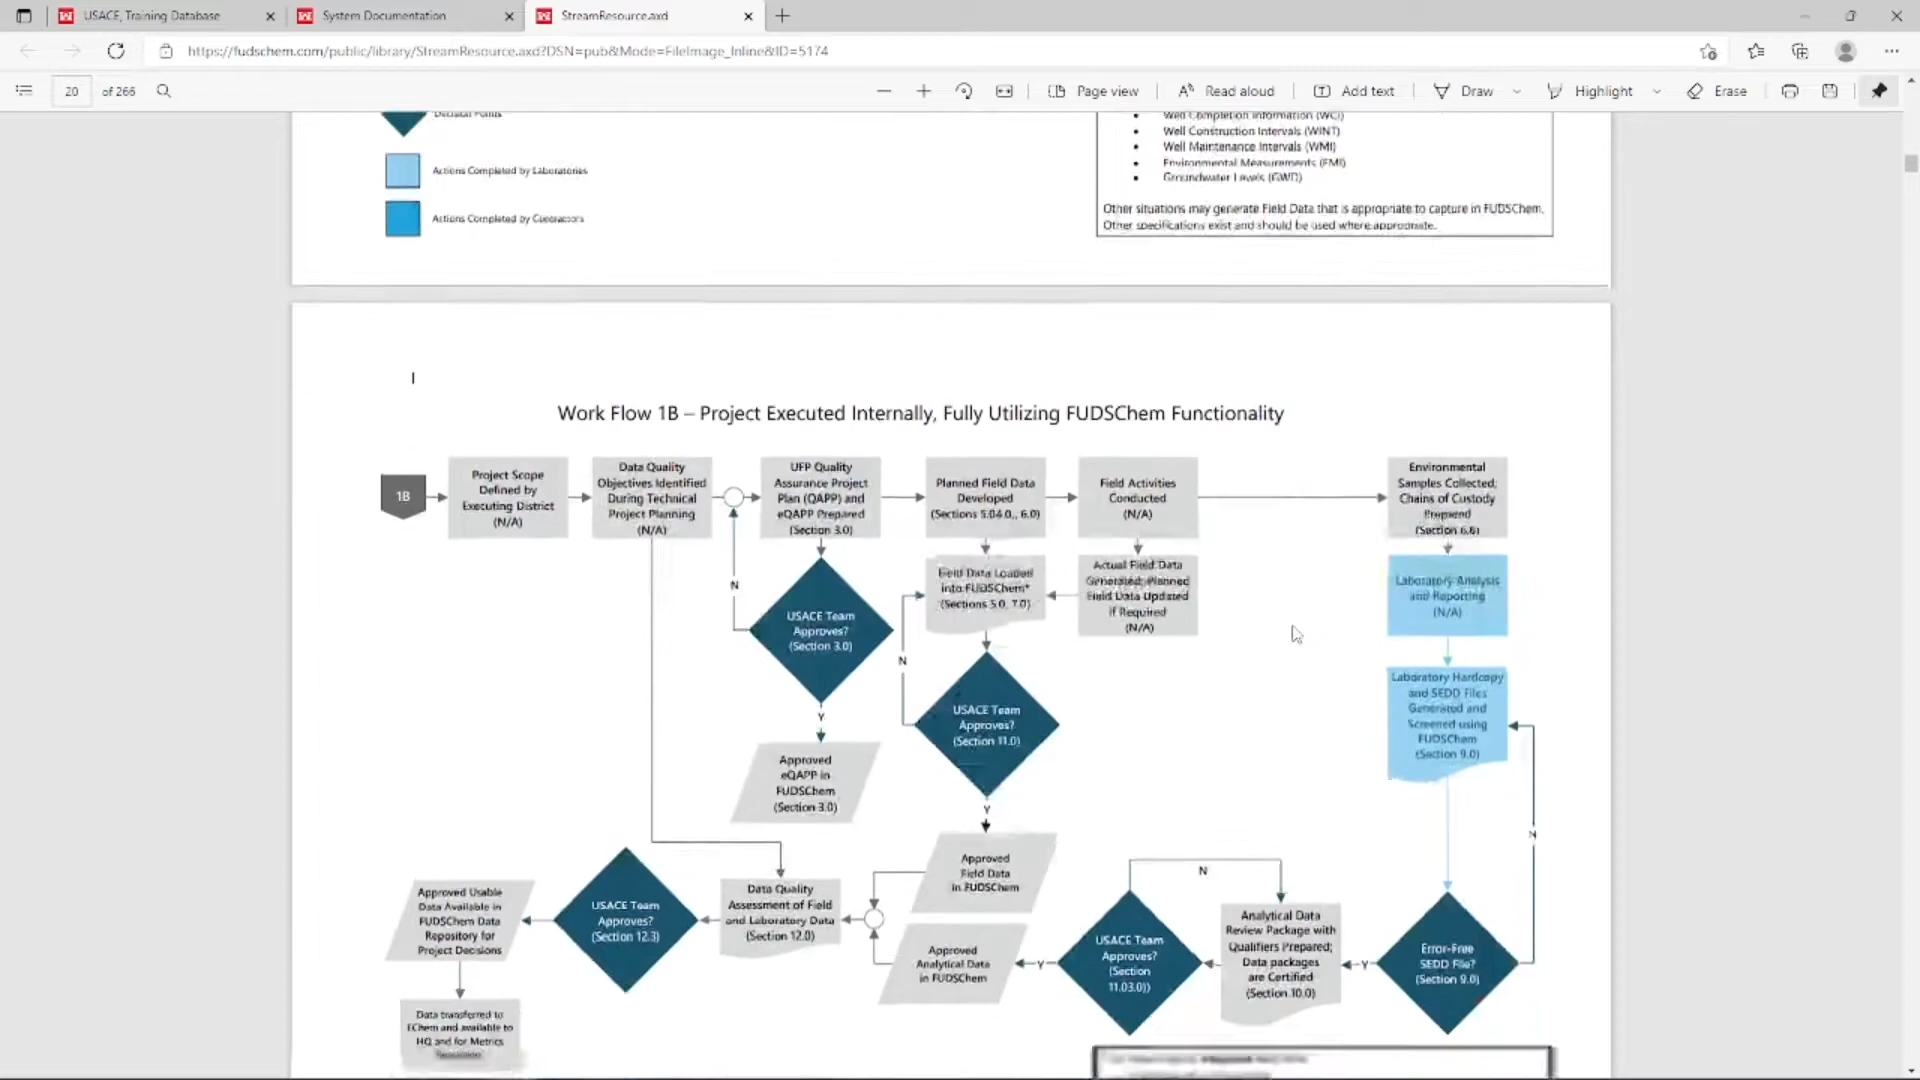 USACE, Training Database
System Documentation
StreamResource.axd
https://fudschem.com/public/library/StreamResource.axd?DSN=pub&Mode=FileImage_Inline&ID=5174
20
of 266
Page view
Read aloud
Add text
Draw
Highlight
Erase
Decision Points
Actions Completed by Laboratories
Actions Completed by Contractors
Well Completion Information (WCI)
Well Construction Intervals (WINT)
Well Maintenance Intervals (WMI)
Environmental Measurements (EMI)
Groundwater Levels (GWD)
Other situations may generate Field Data that is appropriate to capture in FUDSChem.
Other specifications exist and should be used where appropriate.
I
Work Flow 1B – Project Executed Internally, Fully Utilizing FUDSChem Functionality
1B
Project Scope
Defined by
Executing District
(N/A)
Data Quality
Objectives Identified
During Technical
Project Planning
(N/A)
UFP Quality
Assurance Project
Plan (QAPP) and
eQAPP Prepared
(Section 3.0)
Planned Field Data
Developed
(Sections 5.04.0., 6.0)
Field Activities
Conducted
(N/A)
Environmental
Samples Collected;
Chains of Custody
Prepared
(Section 6.6)
N
USACE Team
Approves?
(Section 3.0)
Field Data Loaded
into FUDSChem*
(Sections 5.0, 7.0)
Actual Field Data
Generated; Planned
Field Data Updated
if Required
(N/A)
Laboratory Analysis
and Reporting
(N/A)
N
USACE Team
Approves?
(Section 11.0)
Laboratory Hardcopy
and SEDD Files
Generated and
Screened using
FUDSChem
(Section 9.0)
Y
Approved
eQAPP in
FUDSChem
(Section 3.0)
Y
N
Approved
Field Data
in FUDSChem
N
Approved Usable
Data Available in
FUDSChem Data
Repository for
Project Decisions
USACE Team
Approves?
(Section 12.3)
Data Quality
Assessment of Field
and Laboratory Data
(Section 12.0)
Approved
Analytical Data
in FUDSChem
Y
USACE Team
Approves?
(Section
11.03.0))
Analytical Data
Review Package with
Qualifiers Prepared;
Data packages
are Certified
(Section 10.0)
Y
Error-Free
SEDD File?
(Section 9.0)
Data transferred to
EChem and available to
HQ and for Metrics